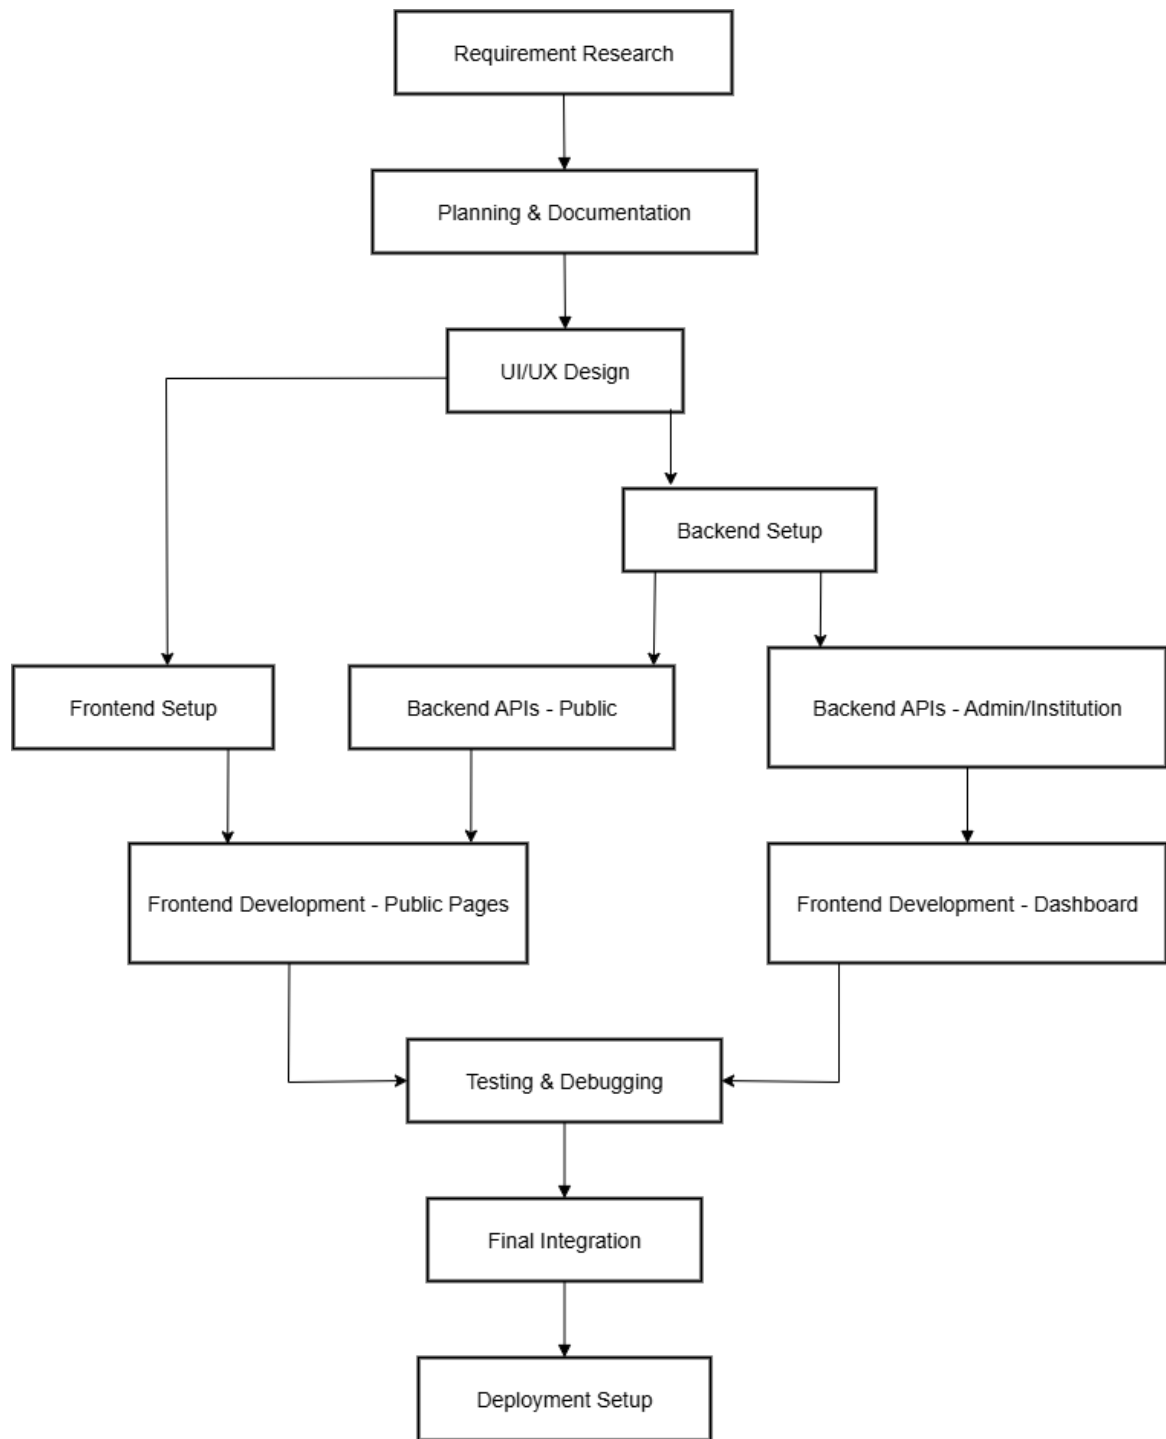 Requirement Research
Planning & Documentation
UI/UX Design
Backend Setup
Frontend Setup
Backend APIs - Public
Backend APIs - Admin/Institution
Frontend Development - Public Pages
Frontend Development - Dashboard
Testing & Debugging
Final Integration
Deployment Setup